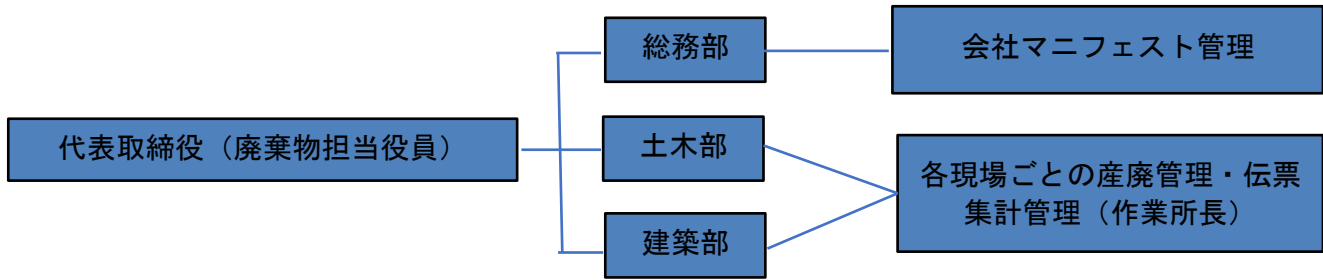 総務部
会社マニフェスト管理
代表取締役（廃棄物担当役員）
土木部
各現場ごとの産廃管理・伝票
集計管理（作業所長）
建築部